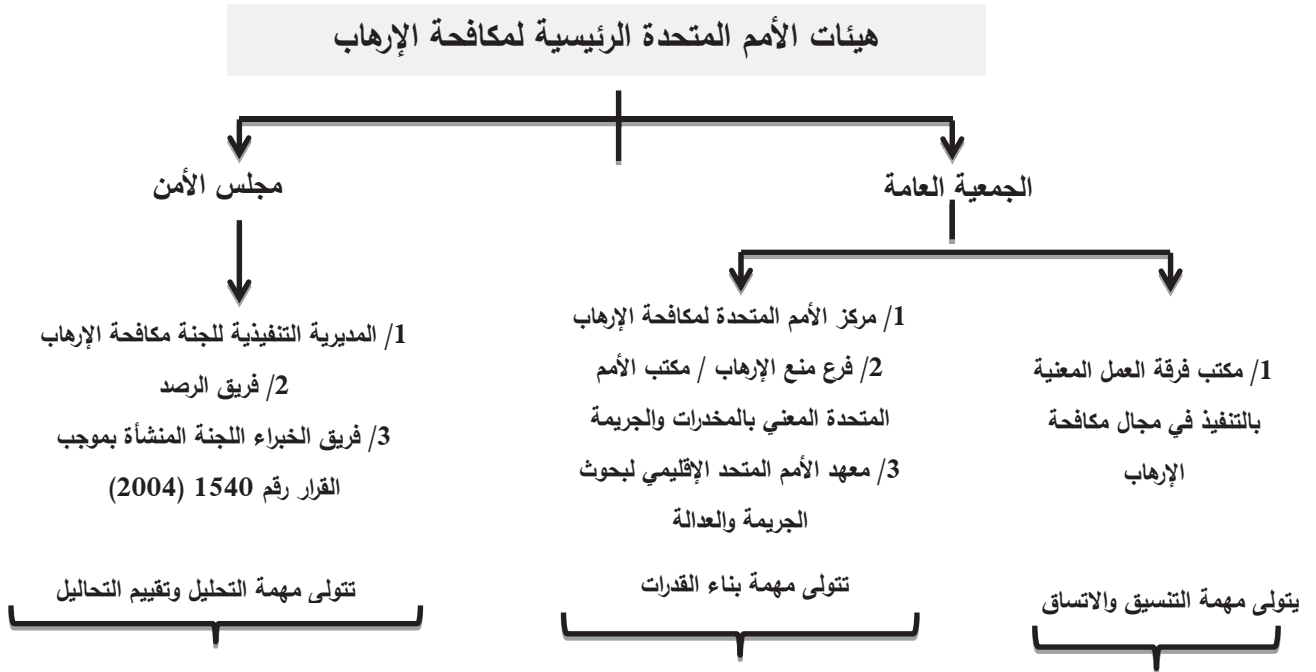 هيئات الأمم المتحدة الرئيسية لمكافحة الإرهاب
الجمعية العامة
مجلس الأمن
1/ مكتب فرقة العمل المعنية
بالتنفيذ في مجال مكافحة
الإرهاب
يتولى مهمة التنسيق والاتساق
1/ مركز الأمم المتحدة لمكافحة الإرهاب
2/ فرع منع الإرهاب / مكتب الأمم
المتحدة المعني بالمخدرات والجريمة
3/ معهد الأمم المتحد الإقليمي لبحوث
الجريمة والعدالة
تتولى مهمة بناء القدرات
1/ المديرية التنفيذية للجنة مكافحة الإرهاب
2/ فريق الرصد
3/ فريق الخبراء اللجنة المنشأة بموجب
القرار رقم 1540 (2004)
تتولى مهمة التحليل وتقييم التحاليل